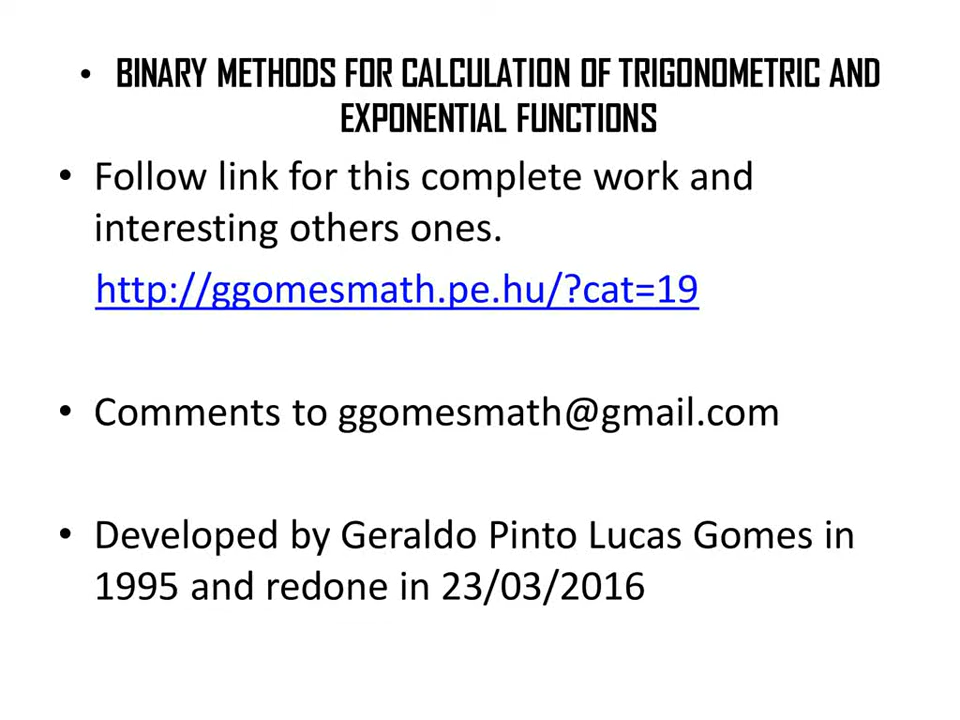 • BINARY METHODS FOR CALCULATION OF TRIGONOMETRIC AND
EXPONENTIAL FUNCTIONS
• Follow link for this complete work and
interesting others ones.
http://ggomesmath.pe.hu/?cat=19
• Comments to ggomesmath@gmail.com
• Developed by Geraldo Pinto Lucas Gomes in
1995 and redone in 23/03/2016